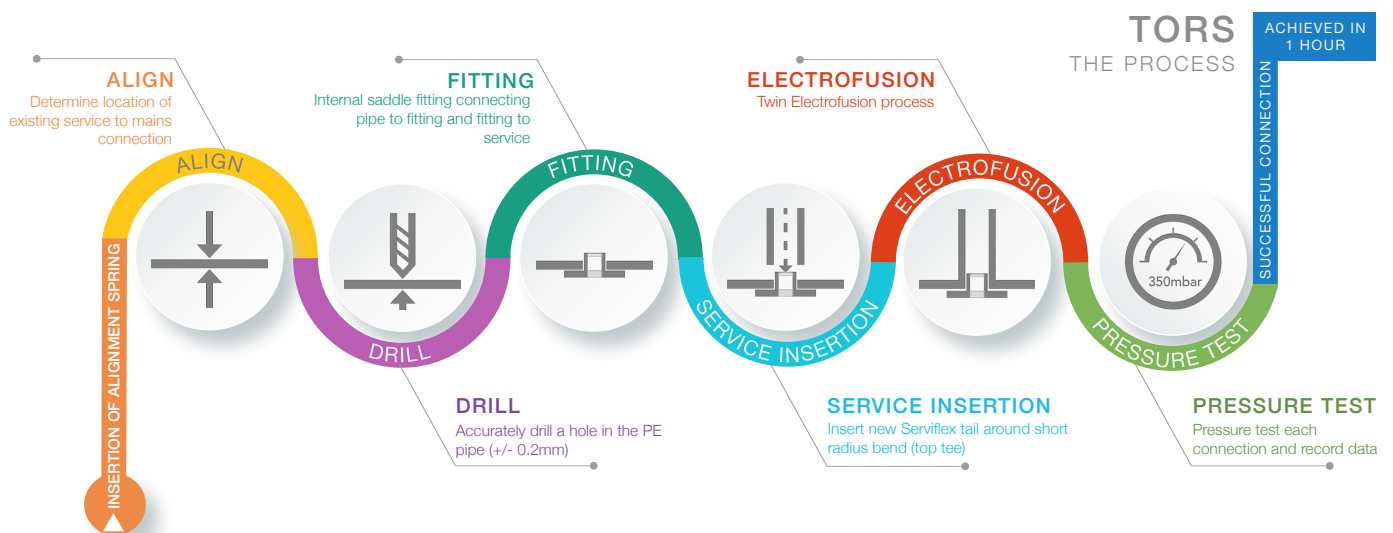 TORS
THE PROCESS
ACHIEVED IN
1 HOUR
SUCCESSFUL CONNECTION
INSERTION OF ALIGNMENT SPRING
ALIGN
Determine location of
existing service to mains
connection
ALIGN
DRILL
DRILL
Accurately drill a hole in the PE
pipe (+/- 0.2mm)
FITTING
Internal saddle fitting connecting
pipe to fitting and fitting to
service
FITTING
SERVICE INSERTION
SERVICE INSERTION
Insert new Serviflex tail around short
radius bend (top tee)
ELECTROFUSION
Twin Electrofusion process
ELECTROFUSION
350mbar
PRESSURE TEST
PRESSURE TEST
Pressure test each
connection and record data